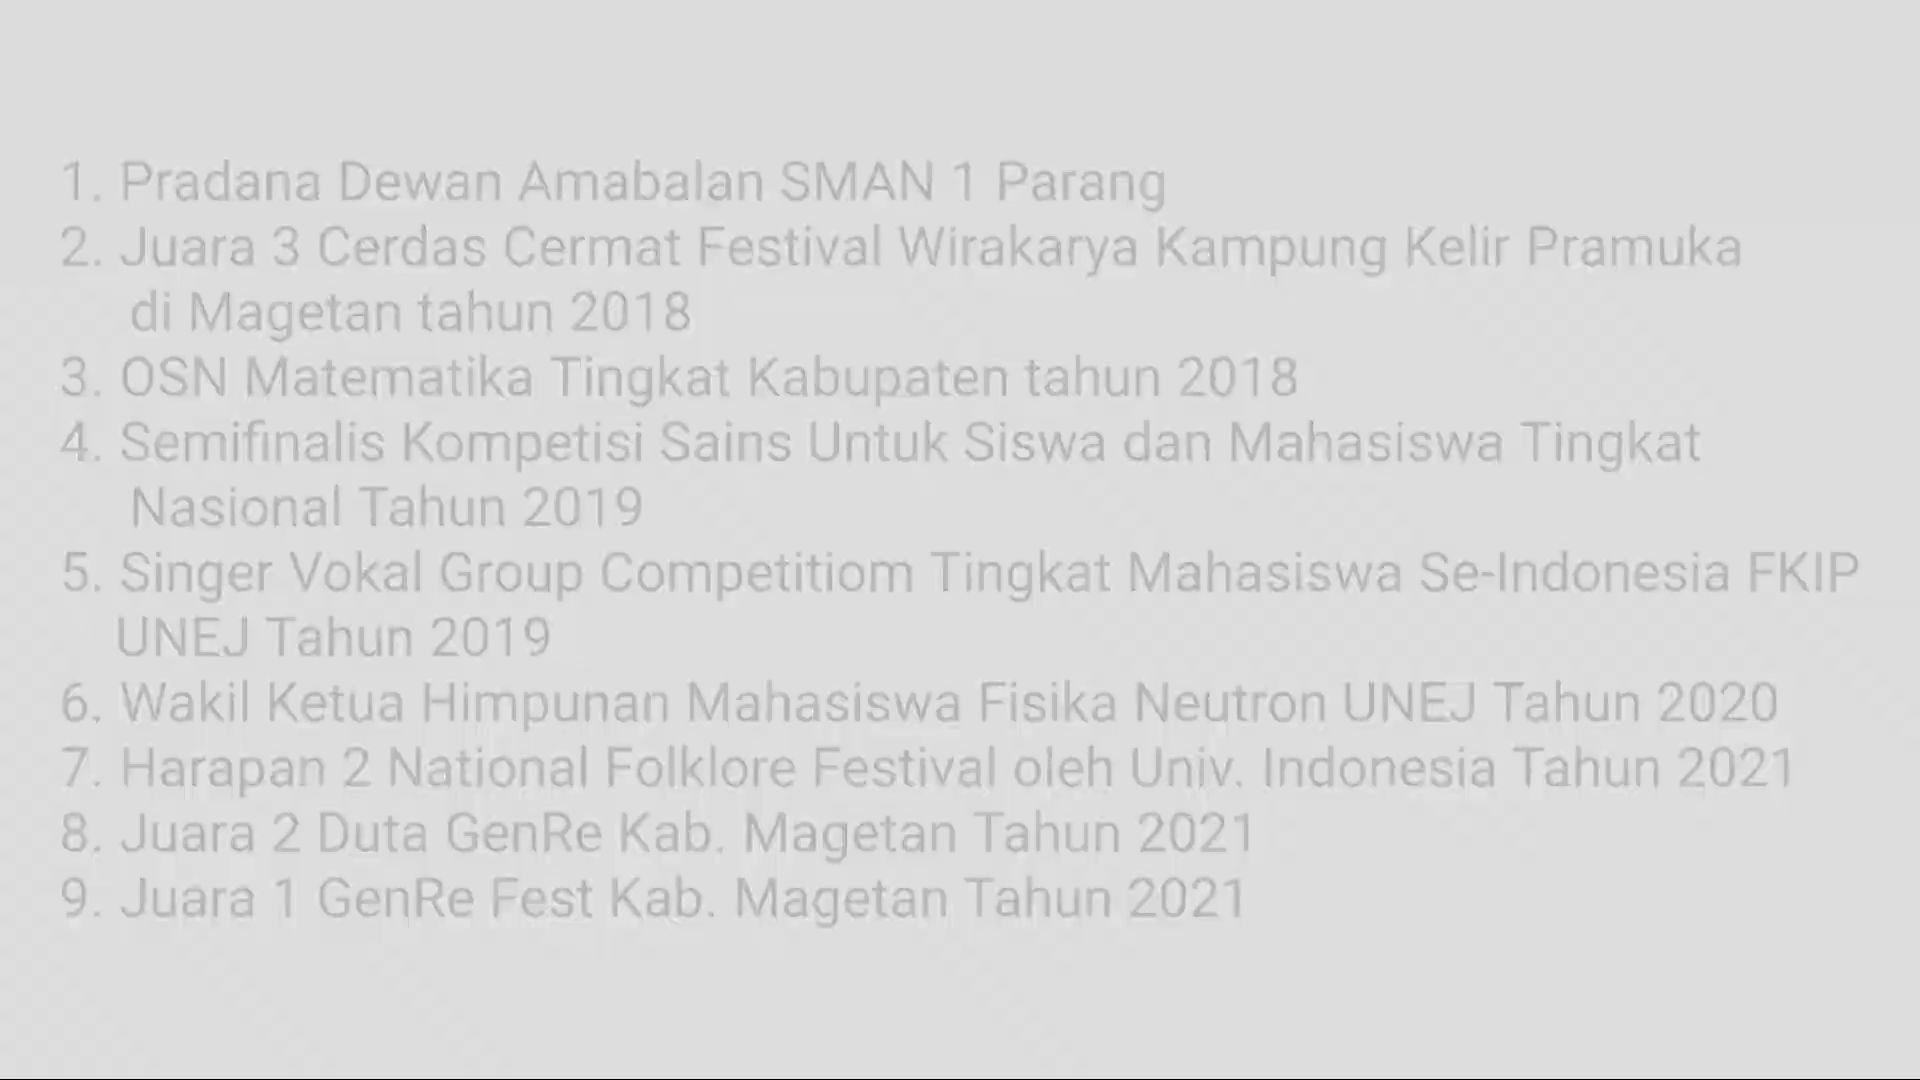 1. Pradana Dewan Amabalan SMAN 1 Parang
2. Juara 3 Cerdas Cermat Festival Wirakarya Kampung Kelir Pramuka
di Magetan tahun 2018
3. OSN Matematika Tingkat Kabupaten tahun 2018
4. Semifinalis Kompetisi Sains Untuk Siswa dan Mahasiswa Tingkat
Nasional Tahun 2019
5. Singer Vokal Group Competitiom Tingkat Mahasiswa Se-Indonesia FKIP
UNEJ Tahun 2019
6. Wakil Ketua Himpunan Mahasiswa Fisika Neutron UNEJ Tahun 2020
7. Harapan 2 National Folklore Festival oleh Univ. Indonesia Tahun 2021
8. Juara 2 Duta GenRe Kab. Magetan Tahun 2021
9. Juara 1 GenRe Fest Kab. Magetan Tahun 2021